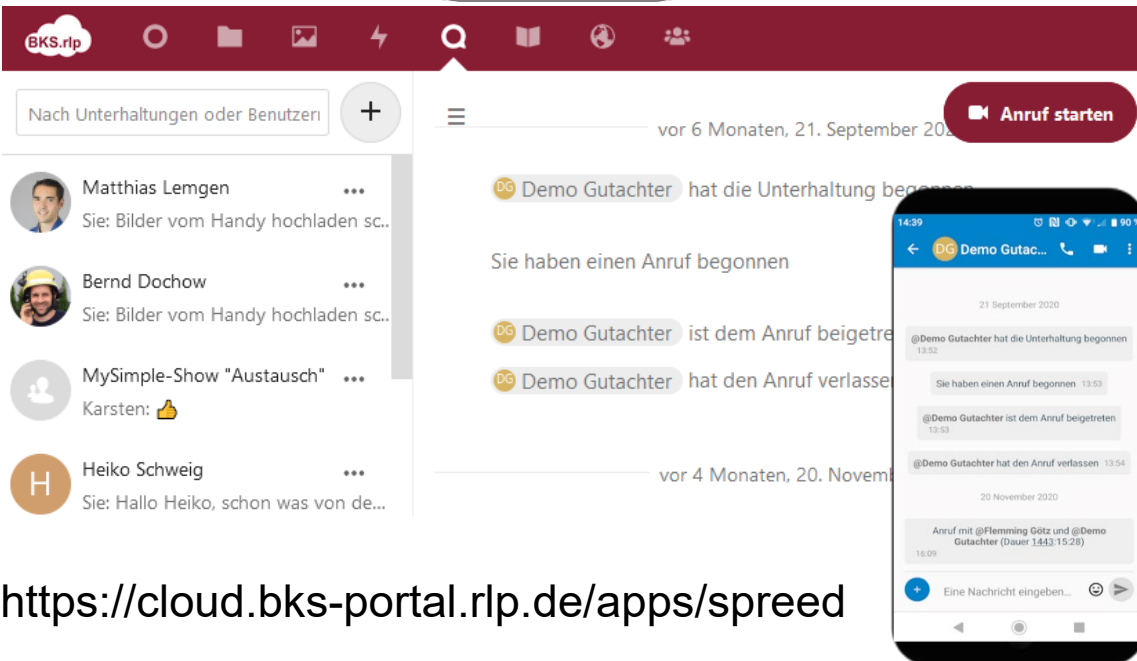 BKS.rlp
Nach Unterhaltungen oder Benutzern
Anruf starten
vor 6 Monaten, 21. September 20
DG Demo Gutachter hat die Unterhaltung begonnen
Sie haben einen Anruf begonnen
DG Demo Gutachter ist dem Anruf beigetre
DG Demo Gutachter hat den Anruf verlasse
vor 4 Monaten, 20. Novem
Matthias Lemgen
Sie: Bilder vom Handy hochladen sc..
Bernd Dochow
Sie: Bilder vom Handy hochladen sc..
MySimple-Show "Austausch"
Karsten: 👍
H
Heiko Schweig
Sie: Hallo Heiko, schon was von de...
14:39
90 %
DG Demo Gutac...
21 September 2020
@Demo Gutachter hat die Unterhaltung begonnen
13:52
Sie haben einen Anruf begonnen 13:53
@Demo Gutachter ist dem Anruf beigetreten
13:53
@Demo Gutachter hat den Anruf verlassen 13:54
20 November 2020
Anruf mit @Flemming Götz und @Demo
Gutachter (Dauer 1443:15:28)
16:09
Eine Nachricht eingeben...
https://cloud.bks-portal.rlp.de/apps/spreed